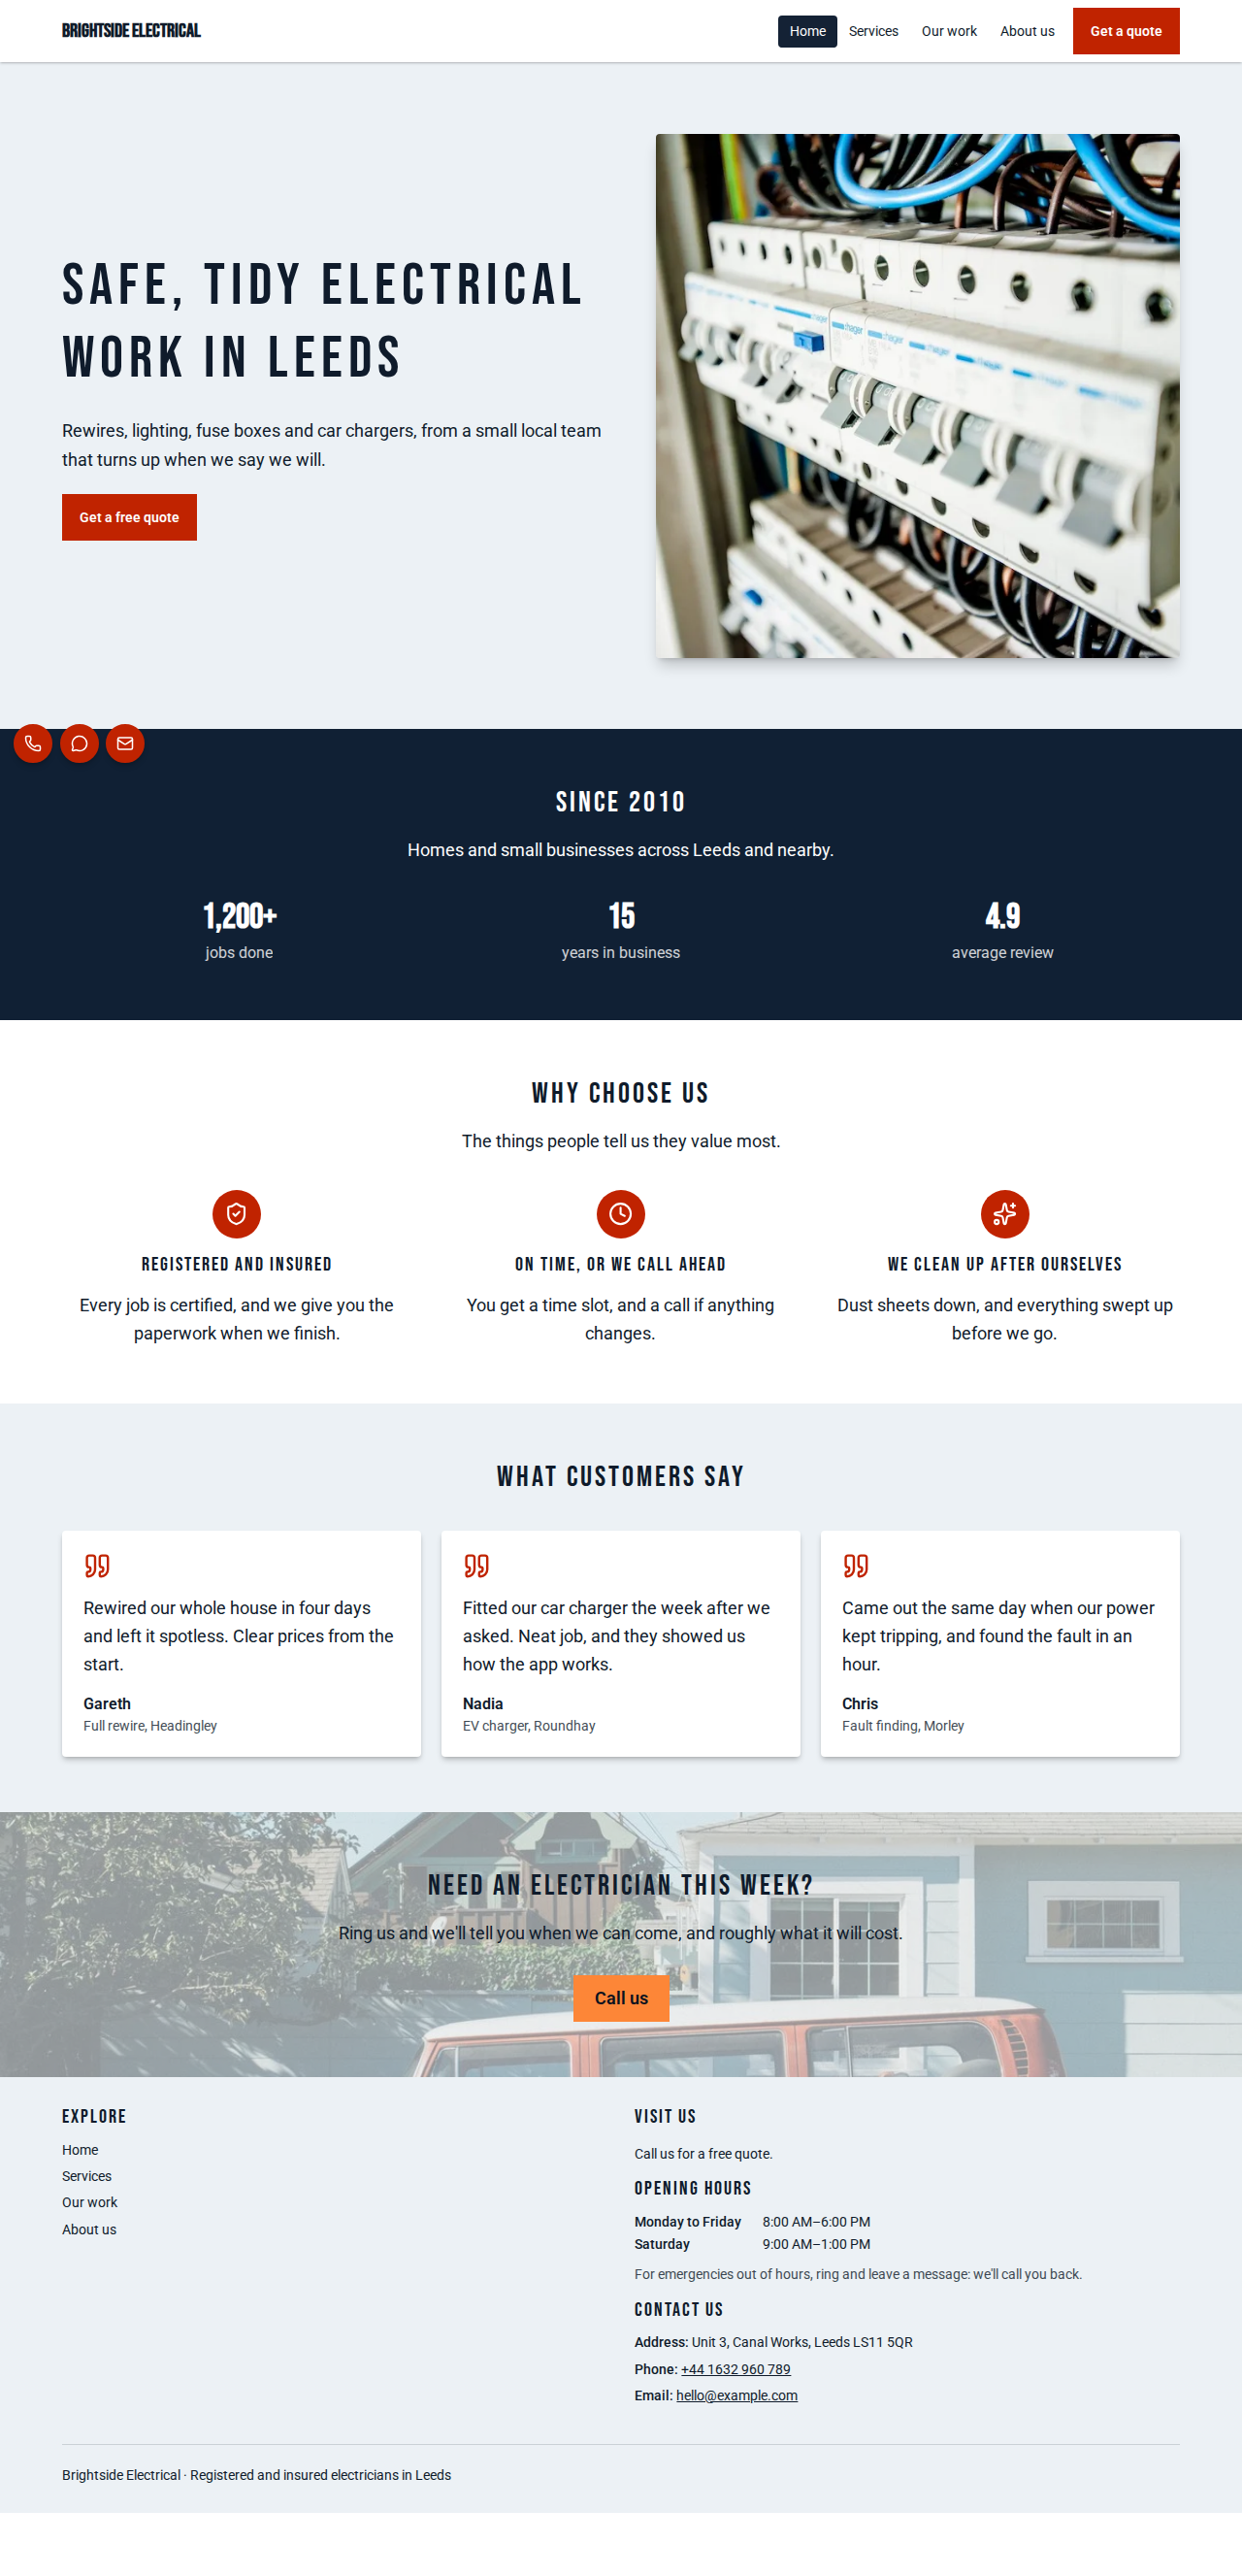 BRIGHTSIDE ELECTRICAL
Home
Services
Our work
About us
Get a quote
SAFE, TIDY ELECTRICAL
WORK IN LEEDS
Rewires, lighting, fuse boxes and car chargers, from a small local team
that turns up when we say we will.
Get a free quote
SINCE 2010
Homes and small businesses across Leeds and nearby.
1,200+
jobs done
15
years in business
4.9
average review
WHY CHOOSE US
The things people tell us they value most.
REGISTERED AND INSURED
Every job is certified, and we give you the
paperwork when we finish.
ON TIME, OR WE CALL AHEAD
You get a time slot, and a call if anything
changes.
WE CLEAN UP AFTER OURSELVES
Dust sheets down, and everything swept up
before we go.
WHAT CUSTOMERS SAY
Rewired our whole house in four days
and left it spotless. Clear prices from the
start.
Gareth
Full rewire, Headingley
Fitted our car charger the week after we
asked. Neat job, and they showed us
how the app works.
Nadia
EV charger, Roundhay
Came out the same day when our power
kept tripping, and found the fault in an
hour.
Chris
Fault finding, Morley
NEED AN ELECTRICIAN THIS WEEK?
Ring us and we'll tell you when we can come, and roughly what it will cost.
Call us
EXPLORE
Home
Services
Our work
About us
VISIT US
Call us for a free quote.
OPENING HOURS
Monday to Friday 8:00 AM–6:00 PM
Saturday 9:00 AM–1:00 PM
For emergencies out of hours, ring and leave a message: we'll call you back.
CONTACT US
Address: Unit 3, Canal Works, Leeds LS11 5QR
Phone: +44 1632 960 789
Email: hello@example.com
Brightside Electrical · Registered and insured electricians in Leeds